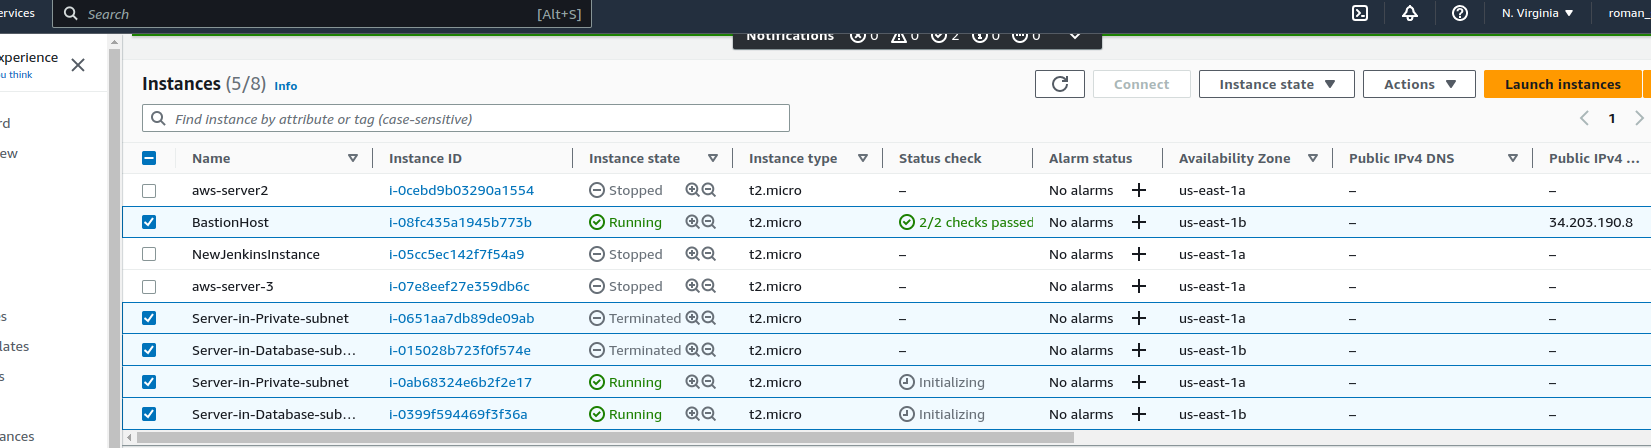 ervices Search [Alt+S] N. Virginia roman_
xperience
u think
rd
ew
s
lates
s
ances
Notifications 0 0 2 0 0
Instances (5/8) Info Connect Instance state Actions Launch instances
Find instance by attribute or tag (case-sensitive) 1
Name Instance ID Instance state Instance type Status check Alarm status Availability Zone Public IPv4 DNS Public IPv4 ...
aws-server2 i-0cebd9b03290a1554 Stopped t2.micro – No alarms + us-east-1a – –
BastionHost i-08fc435a1945b773b Running t2.micro 2/2 checks passed No alarms + us-east-1b – 34.203.190.8
NewJenkinsInstance i-05cc5ec142f7f54a9 Stopped t2.micro – No alarms + us-east-1a – –
aws-server-3 i-07e8eef27e359db6c Stopped t2.micro – No alarms + us-east-1a – –
Server-in-Private-subnet i-0651aa7db89de09ab Terminated t2.micro – No alarms + us-east-1a – –
Server-in-Database-sub... i-015028b723f0f574e Terminated t2.micro – No alarms + us-east-1b – –
Server-in-Private-subnet i-0ab68324e6b2f2e17 Running t2.micro Initializing No alarms + us-east-1a – –
Server-in-Database-sub... i-0399f594469f3f36a Running t2.micro Initializing No alarms + us-east-1b – –